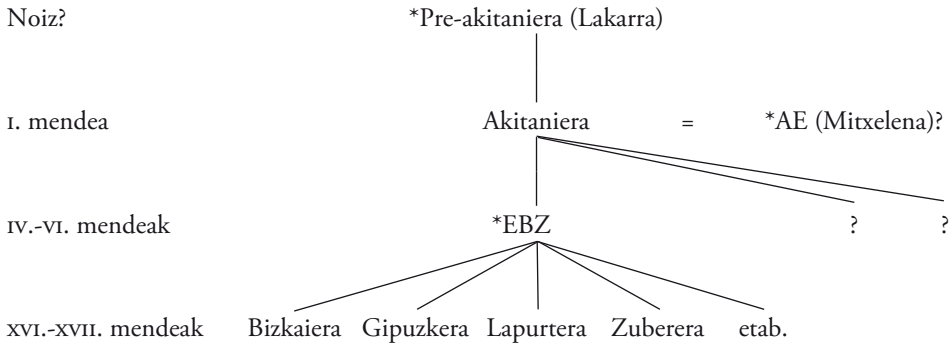 Noiz? *Pre-akitaniera (Lakarra)
I. mendea Akitaniera = *AE (Mitxelena)?
IV.-VI. mendeak *EBZ ? ?
XVI.-XVII. mendeak Bizkaiera Gipuzkera Lapurtera Zuberera etab.